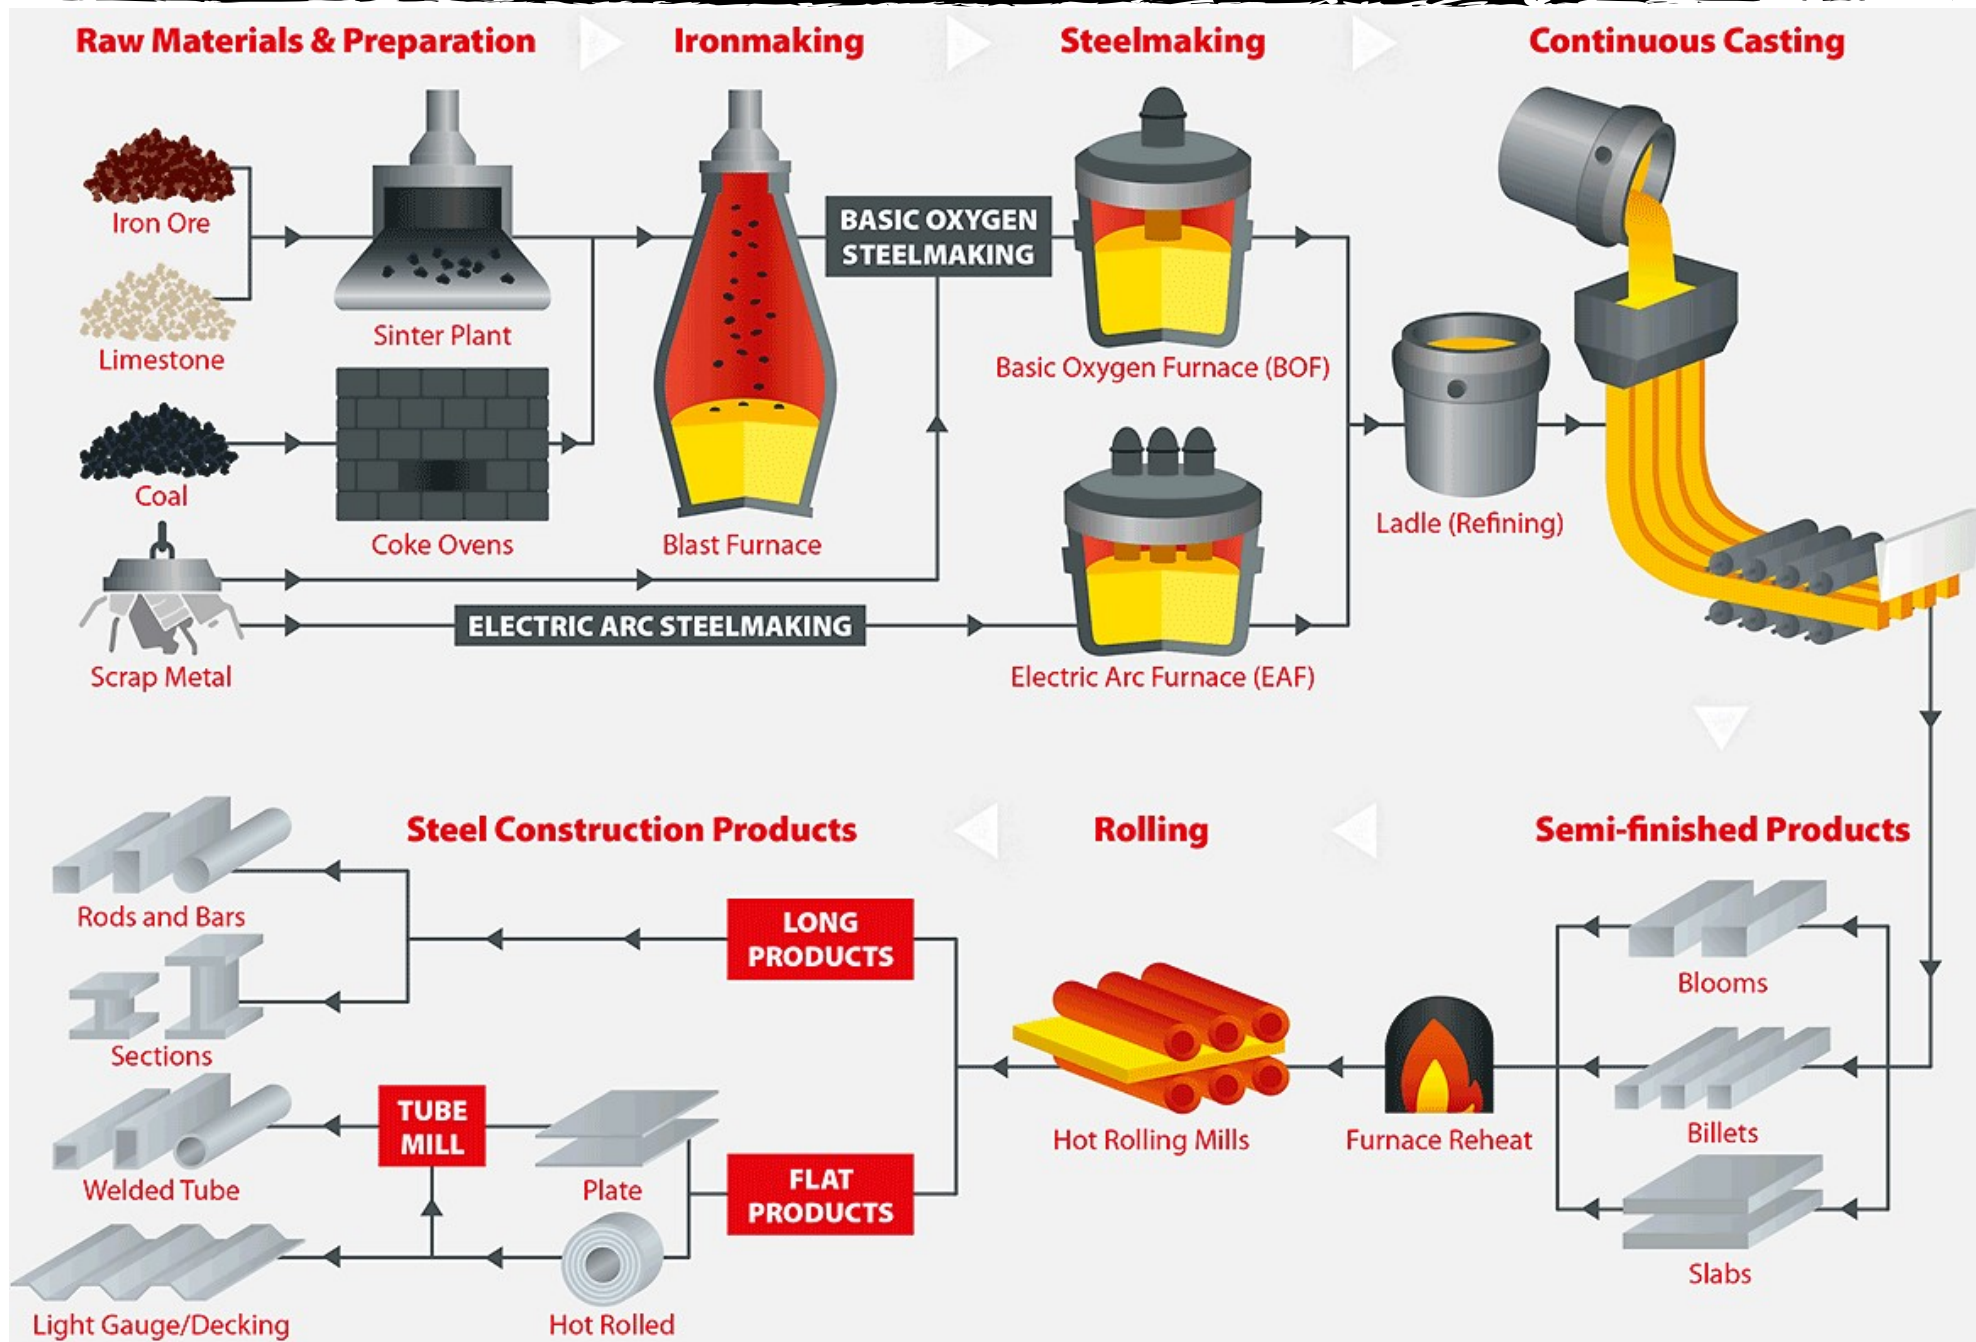 Raw Materials & Preparation
Ironmaking
Steelmaking
Continuous Casting
Iron Ore
Limestone
Coal
Scrap Metal
Sinter Plant
Coke Ovens
Blast Furnace
BASIC OXYGEN
STEELMAKING
ELECTRIC ARC STEELMAKING
Basic Oxygen Furnace (BOF)
Electric Arc Furnace (EAF)
Ladle (Refining)
Steel Construction Products
Rolling
Semi-finished Products
Rods and Bars
Sections
Welded Tube
Light Gauge/Decking
LONG
PRODUCTS
TUBE
MILL
Plate
FLAT
PRODUCTS
Hot Rolled
Hot Rolling Mills
Furnace Reheat
Blooms
Billets
Slabs